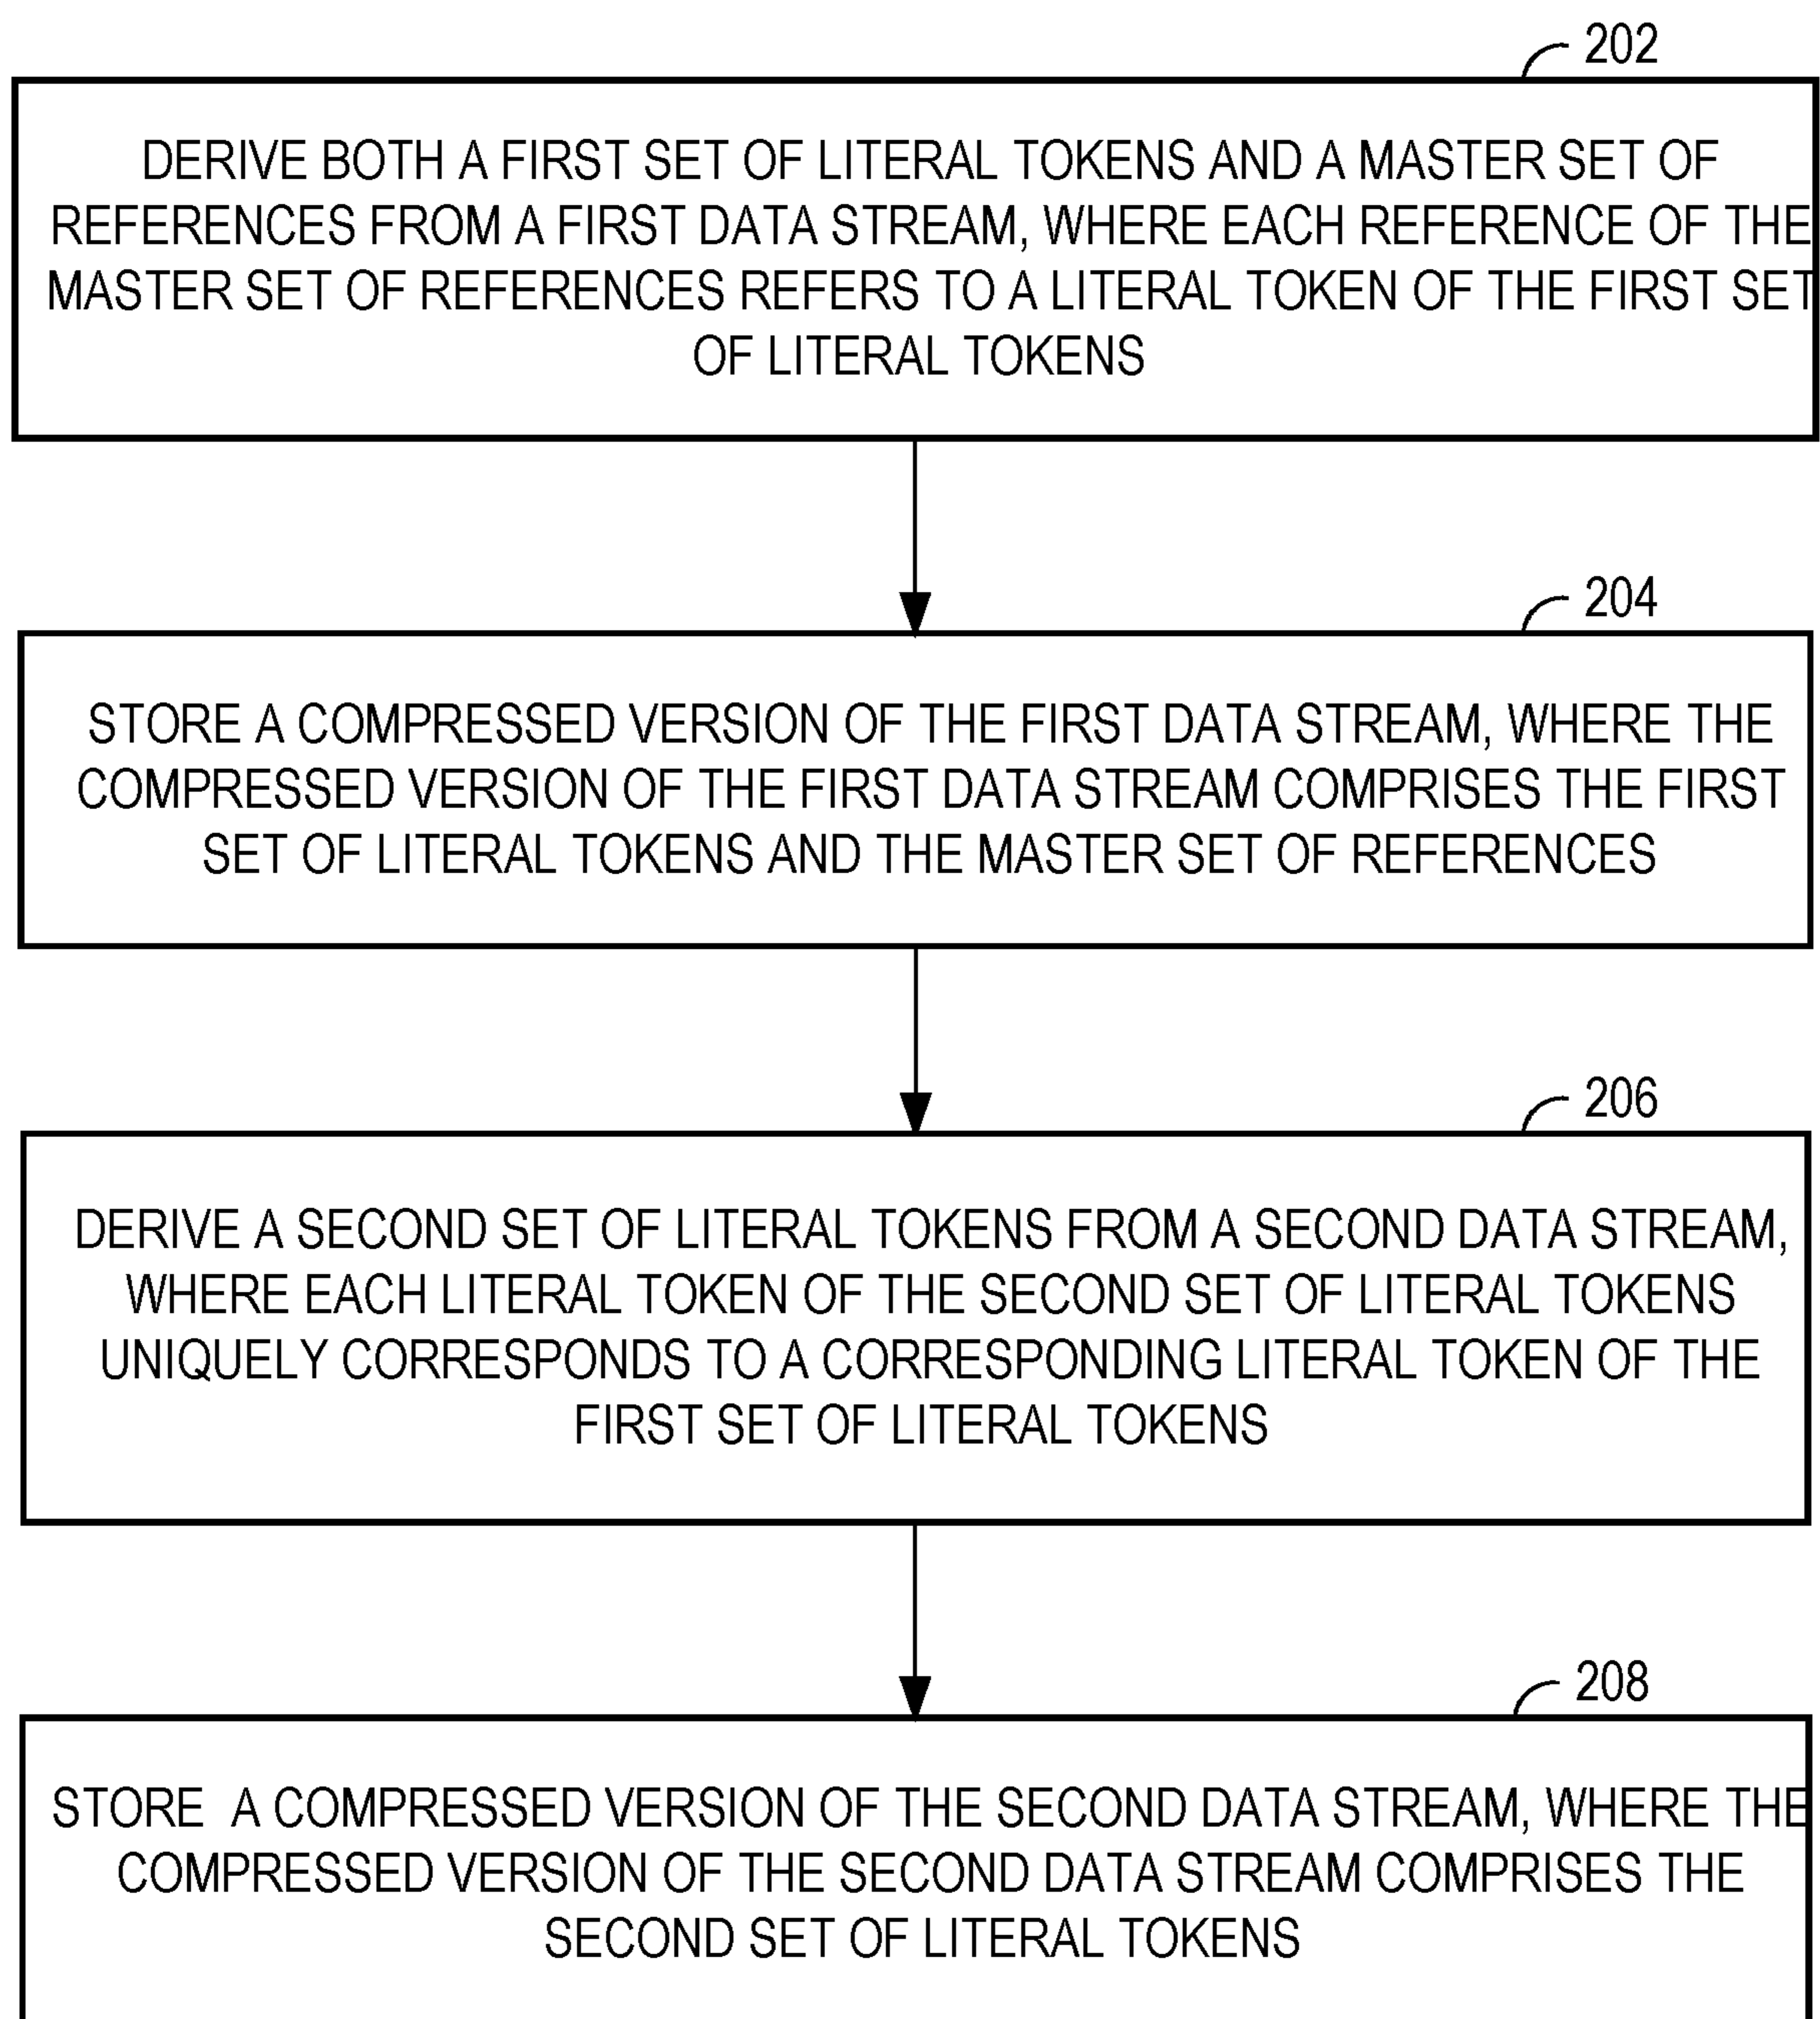 202
DERIVE BOTH A FIRST SET OF LITERAL TOKENS AND A MASTER SET OF
REFERENCES FROM A FIRST DATA STREAM, WHERE EACH REFERENCE OF THE
MASTER SET OF REFERENCES REFERS TO A LITERAL TOKEN OF THE FIRST SET
OF LITERAL TOKENS
204
STORE A COMPRESSED VERSION OF THE FIRST DATA STREAM, WHERE THE
COMPRESSED VERSION OF THE FIRST DATA STREAM COMPRISES THE FIRST
SET OF LITERAL TOKENS AND THE MASTER SET OF REFERENCES
206
DERIVE A SECOND SET OF LITERAL TOKENS FROM A SECOND DATA STREAM,
WHERE EACH LITERAL TOKEN OF THE SECOND SET OF LITERAL TOKENS
UNIQUELY CORRESPONDS TO A CORRESPONDING LITERAL TOKEN OF THE
FIRST SET OF LITERAL TOKENS
208
STORE  A COMPRESSED VERSION OF THE SECOND DATA STREAM, WHERE THE
COMPRESSED VERSION OF THE SECOND DATA STREAM COMPRISES THE
SECOND SET OF LITERAL TOKENS